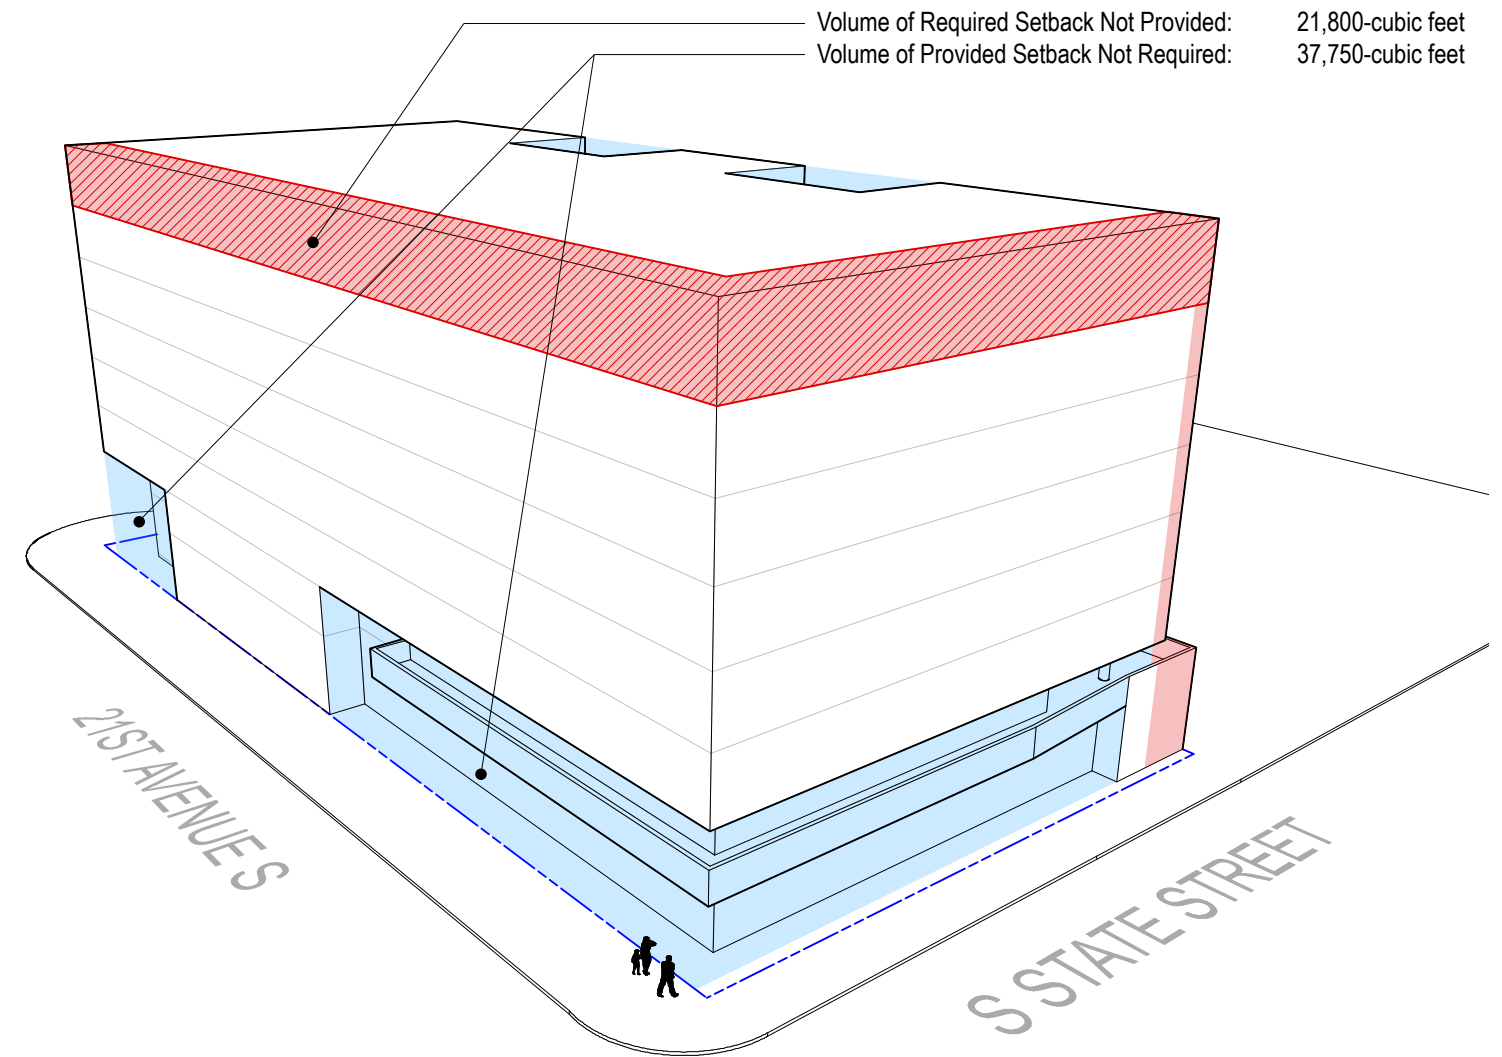 Volume of Required Setback Not Provided: 21,800-cubic feet
Volume of Provided Setback Not Required: 37,750-cubic feet
21ST AVENUE S
S STATE STREET